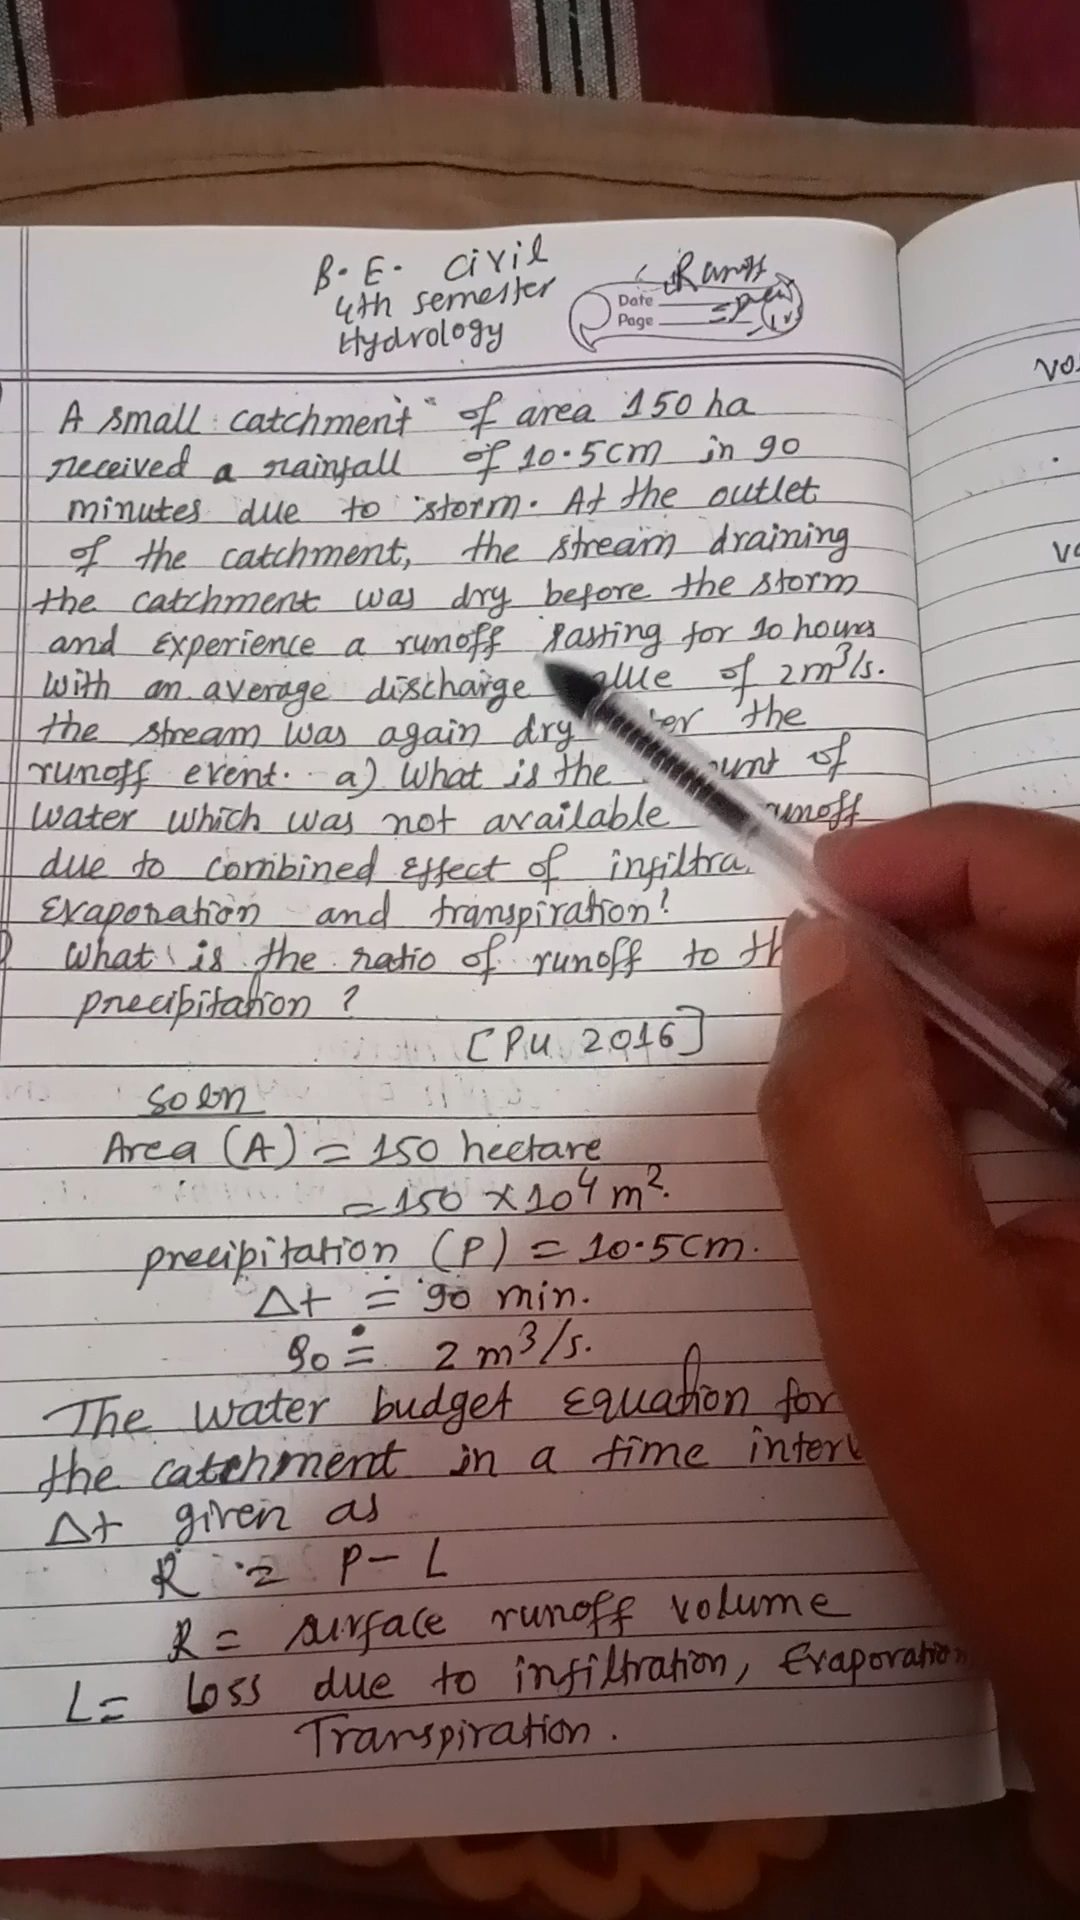 B.E. Civil
4th semester
Hydrology
Date
Page
A small catchment of area 150 ha
received a rainfall of 10.5cm in 90
minutes due to storm. At the outlet
of the catchment, the stream draining
the catchment was dry before the storm
and Experience a runoff lasting for 10 hours
With an average discharge of 2m³/s.
the stream was again dry the
runoff event. a) What is the of
water which was not available runoff
due to combined Effect of
Evaporation and transpiration?
What is the ratio of runoff to
precipitation?
[PU 2016]
Soln
Area (A) = 150 hectare
= 150 × 10⁴ m².
precipitation (P) = 10.5cm.
Δt = 90 min.
= 2 m³/s.
The water budget Equation for
the catchment in a time
Δt given as
R = P - L
R = surface runoff volume
L = Loss due to infiltration, Evaporation
Transpiration.